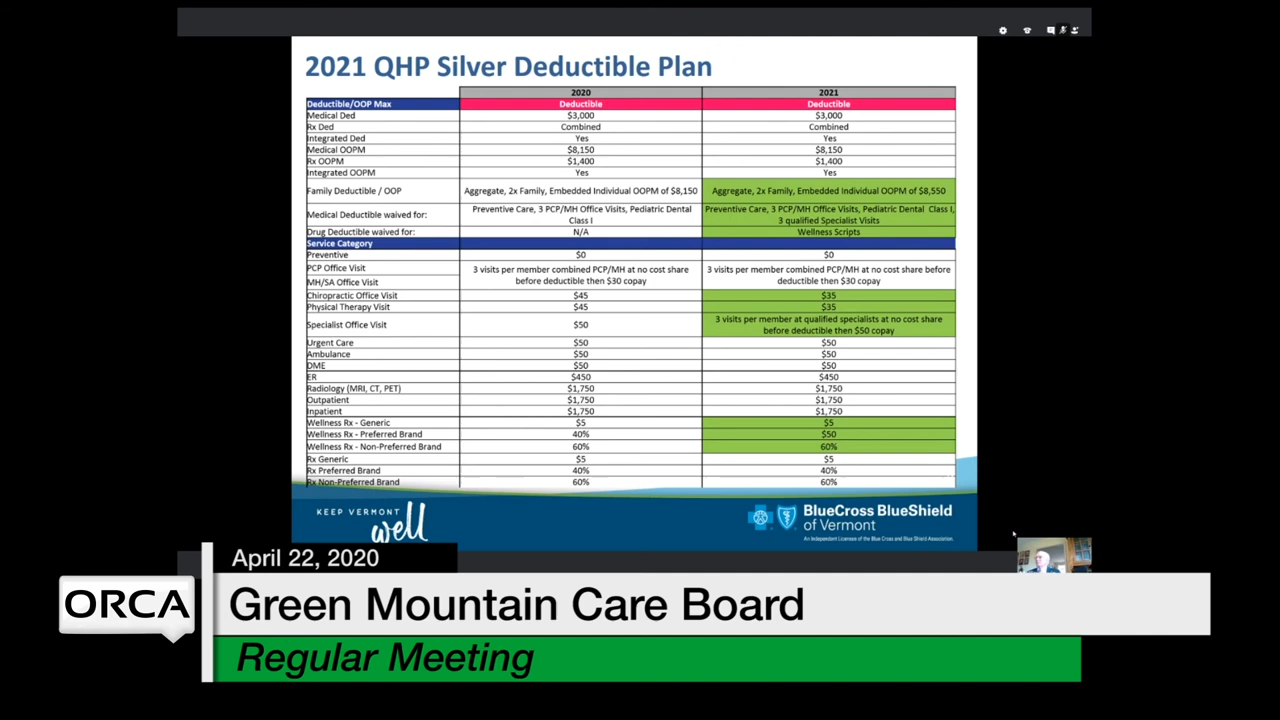 2021 QHP Silver Deductible Plan
2020 2021
Deductible/OOP Max Deductible Deductible
Medical Ded $3,000 $3,000
Rx Ded Combined Combined
Integrated Ded Yes Yes
Medical OOPM $8,150 $8,150
Rx OOPM $1,400 $1,400
Integrated OOPM Yes Yes
Family Deductible / OOP Aggregate, 2x Family, Embedded Individual OOPM of $8,150 Aggregate, 2x Family, Embedded Individual OOPM of $8,550
Medical Deductible waived for: Preventive Care, 3 PCP/MH Office Visits, Pediatric Dental Class I Preventive Care, 3 PCP/MH Office Visits, Pediatric Dental Class I, 3 qualified Specialist Visits
Drug Deductible waived for: N/A Wellness Scripts
Service Category
Preventive $0 $0
PCP Office Visit 3 visits per member combined PCP/MH at no cost share 3 visits per member combined PCP/MH at no cost share
MH/SA Office Visit before deductible then $30 copay deductible then $30 copay
Chiropractic Office Visit $45 $35
Physical Therapy Visit $45 $35
Specialist Office Visit $50 3 visits per member at qualified specialists at no cost share before deductible then $50 copay
Urgent Care $50 $50
Ambulance $50 $50
DME $50 $50
ER $450 $450
Radiology (MRI, CT, PET) $1,750 $1,750
Outpatient $1,750 $1,750
Inpatient $1,750 $1,750
Wellness Rx - Generic $5 $5
Wellness Rx - Preferred Brand 40% $50
Wellness Rx - Non-Preferred Brand 60% 60%
Rx Generic $5 $5
Rx Preferred Brand 40% 40%
Rx Non-Preferred Brand 60% 60%
KEEP VERMONT
well
BlueCross BlueShield
of Vermont
An Independent Licensee of the Blue Cross and Blue Shield Association.
April 22, 2020
ORCA
Green Mountain Care Board
Regular Meeting